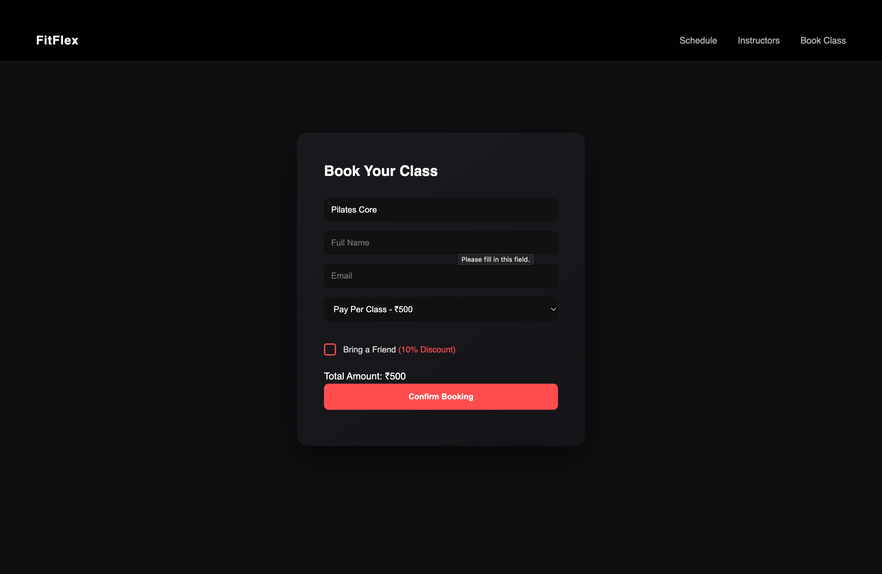 FitFlex
Schedule
Instructors
Book Class
Book Your Class
Pilates Core
Full Name
Please fill in this field.
Email
Pay Per Class - ₹500
Bring a Friend (10% Discount)
Total Amount: ₹500
Confirm Booking